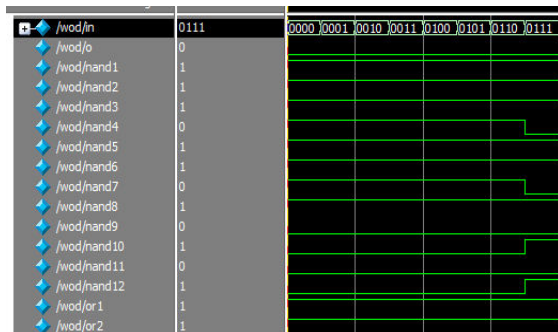 /wod/in 0111 0000 0001 0010 0011 0100 0101 0110 0111
/wod/o 0
/wod/nand1 1
/wod/nand2 1
/wod/nand3 1
/wod/nand4 0
/wod/nand5 1
/wod/nand6 1
/wod/nand7 0
/wod/nand8 1
/wod/nand9 0
/wod/nand10 1
/wod/nand11 0
/wod/nand12 1
/wod/or1 1
/wod/or2 1